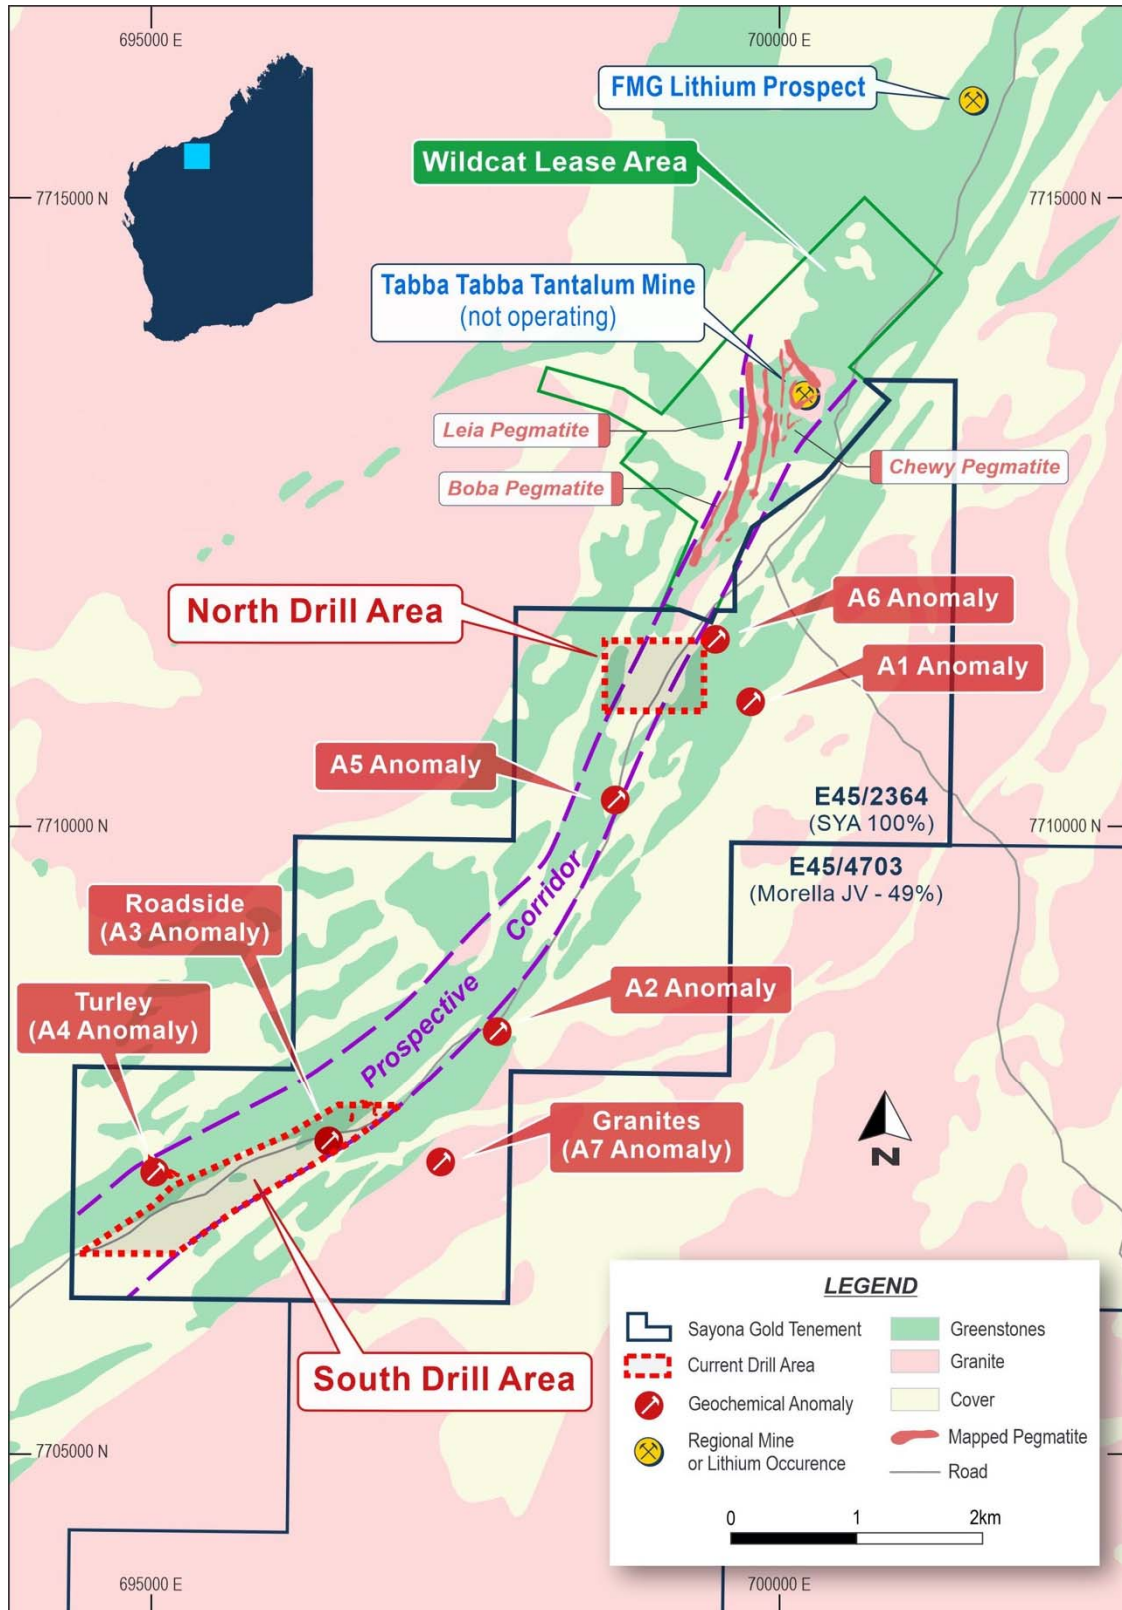 695000 E
700000 E
FMG Lithium Prospect
Wildcat Lease Area
7715000 N
7715000 N
Tabba Tabba Tantalum Mine
(not operating)
Leia Pegmatite
Chewy Pegmatite
Boba Pegmatite
North Drill Area
A6 Anomaly
A1 Anomaly
A5 Anomaly
E45/2364
(SYA 100%)
7710000 N
7710000 N
E45/4703
(Morella JV - 49%)
Prospective Corridor
Roadside
(A3 Anomaly)
A2 Anomaly
Turley
(A4 Anomaly)
Granites
(A7 Anomaly)
N
South Drill Area
7705000 N
LEGEND
Sayona Gold Tenement
Current Drill Area
Geochemical Anomaly
Regional Mine
or Lithium Occurence
Greenstones
Granite
Cover
Mapped Pegmatite
Road
0 1 2km
695000 E
700000 E